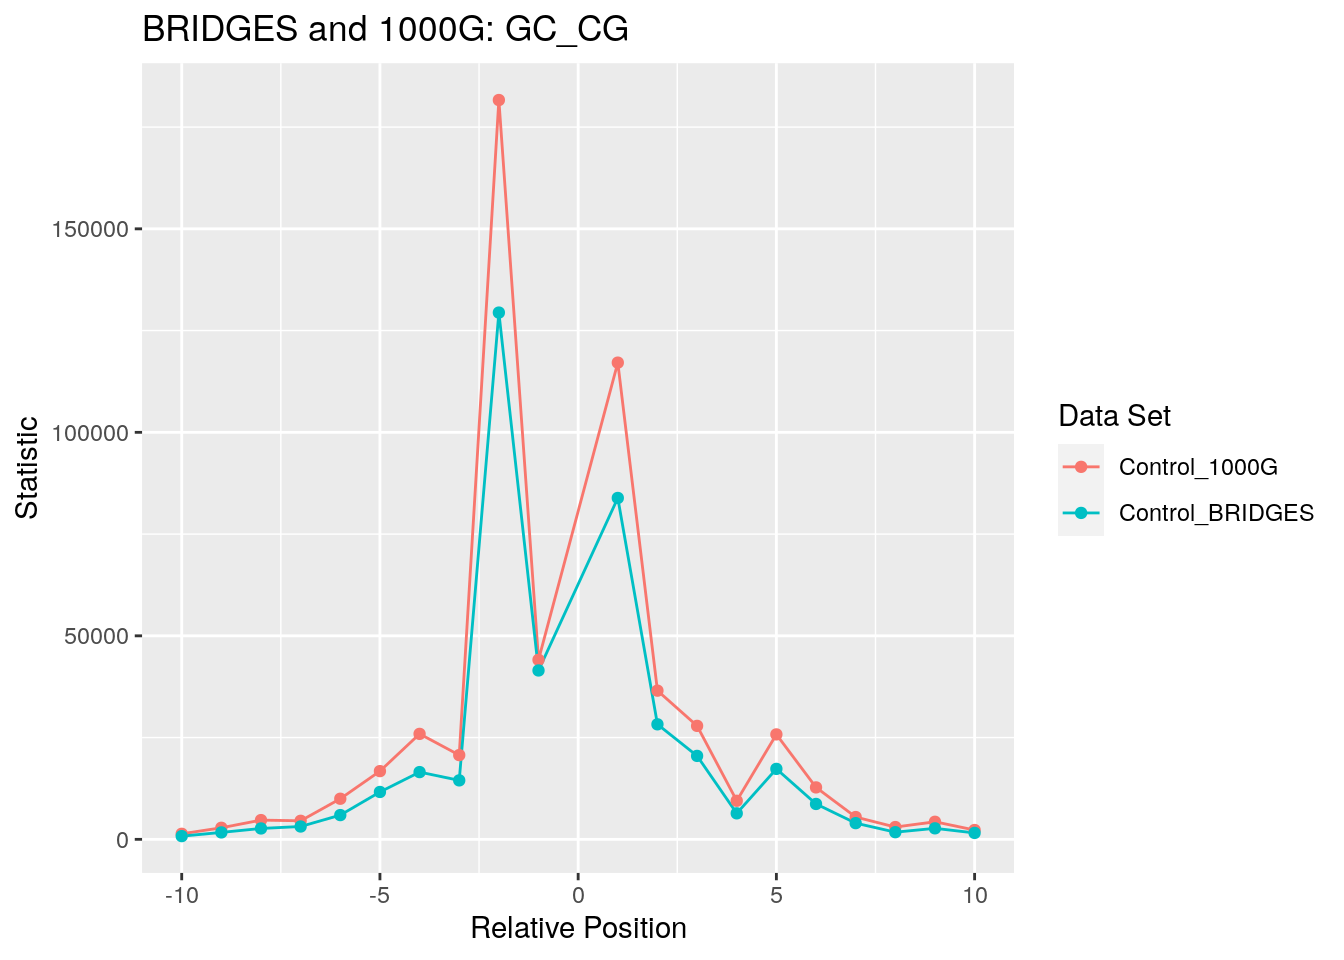 BRIDGES and 1000G: GC_CG
150000
100000
50000
0
Statistic
-10
-5
0
5
10
Relative Position
Data Set
Control_1000G
Control_BRIDGES